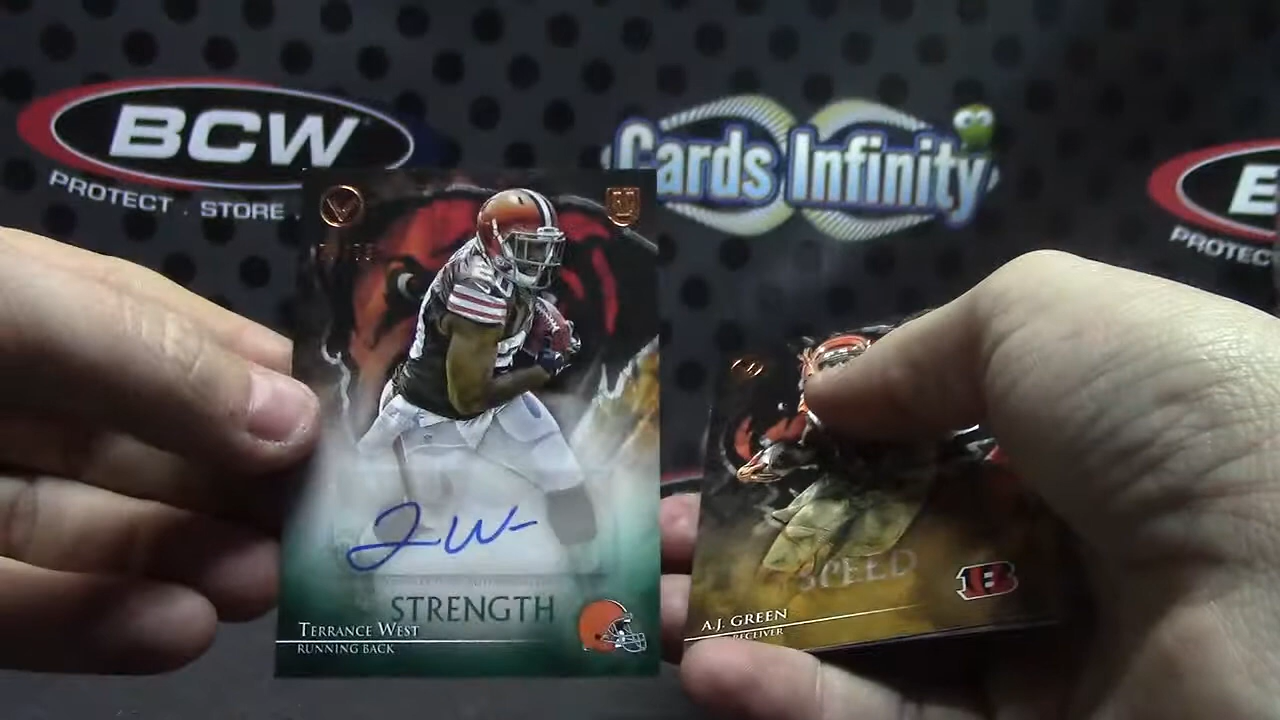 BCW
PROTECT . STORE .
Cards Infinity
PROTECT
STRENGTH
TERRANCE WEST
RUNNING BACK
SPEED
A.J. GREEN
RECEIVER